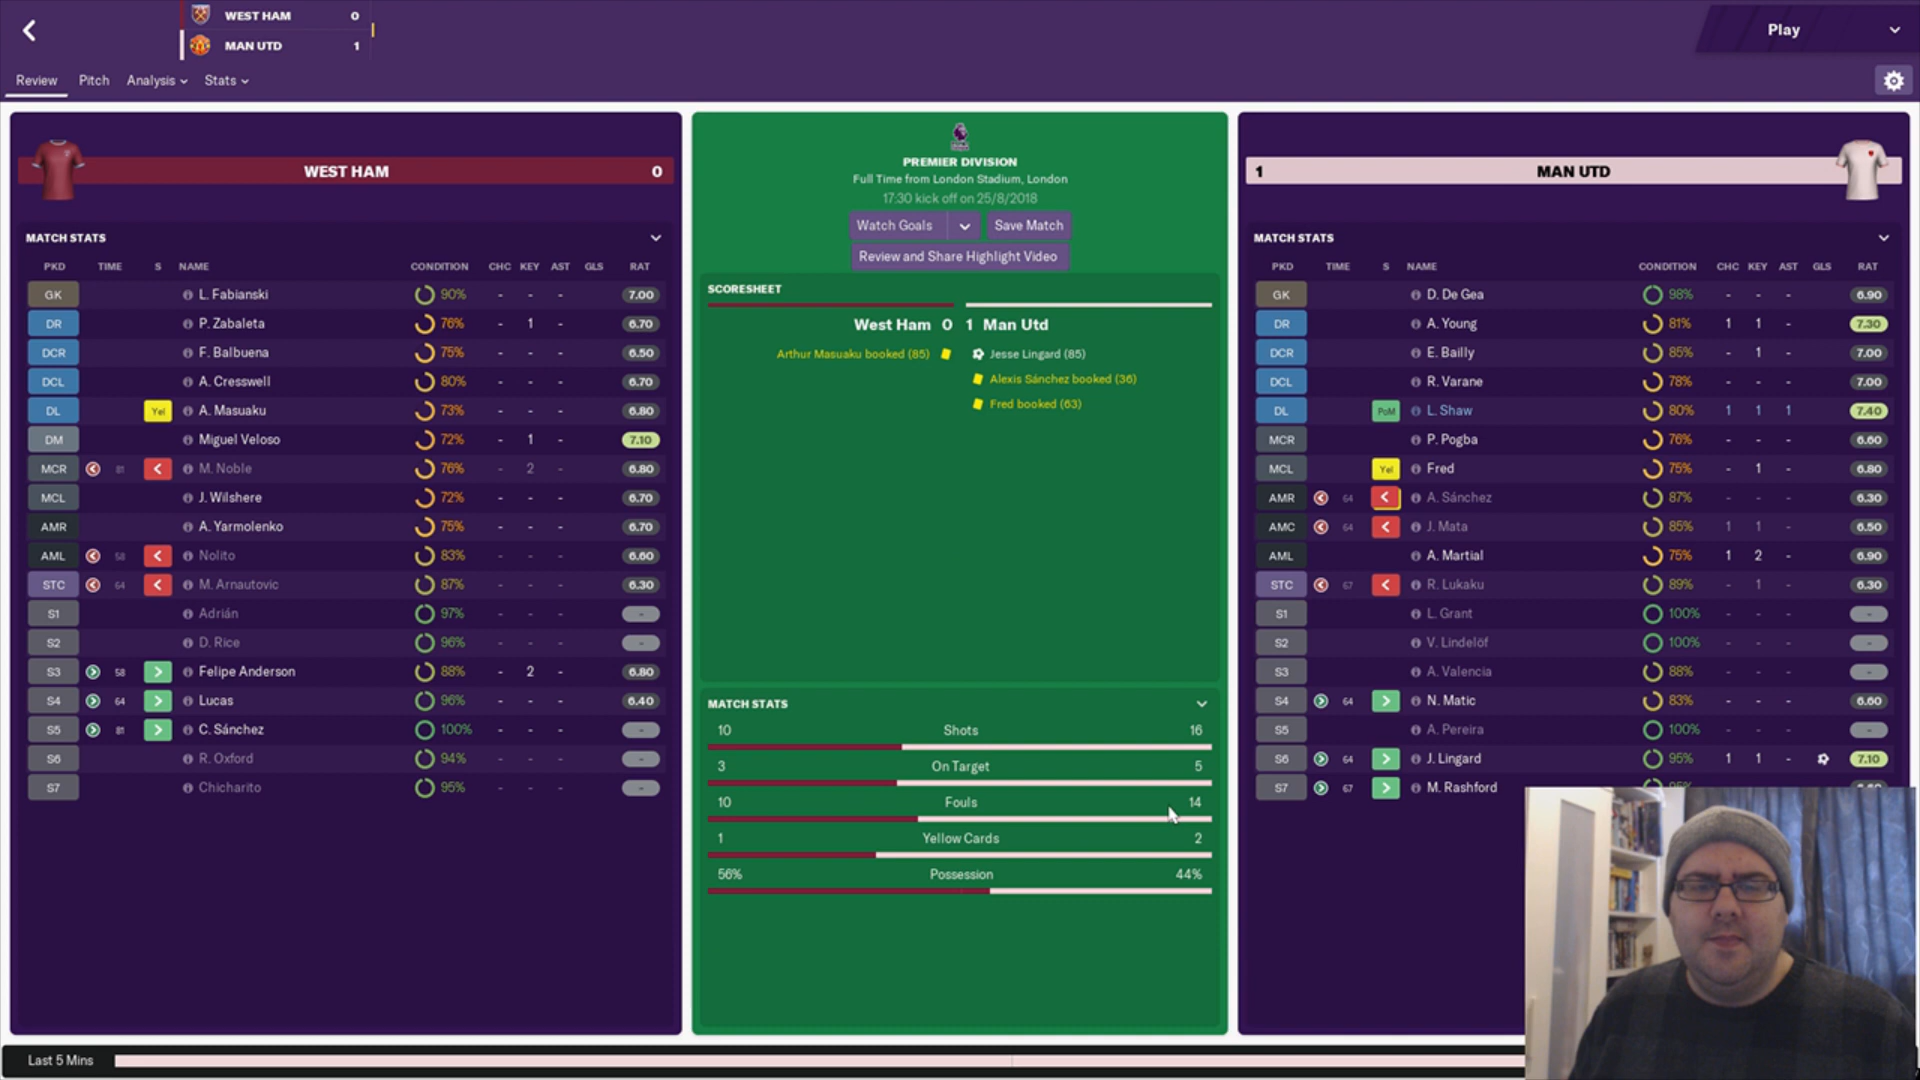 WEST HAM 0
MAN UTD 1
Play
Review Pitch Analysis Stats
WEST HAM 0
MATCH STATS
PKD TIME S NAME CONDITION CHC KEY AST GLS RAT
GK L. Fabianski 90% - - - 7.00
DR P. Zabaleta 76% - 1 - 6.70
DCR F. Balbuena 75% - - - 6.50
DCL A. Cresswell 80% - - - 6.70
DL Yel A. Masuaku 73% - - - 6.80
DM Miguel Veloso 72% - 1 - 7.10
MCR 81 M. Noble 76% - 2 - 6.80
MCL J. Wilshere 72% - - - 6.70
AMR A. Yarmolenko 75% - - - 6.70
AML 58 Nolito 83% - - - 6.60
STC 64 M. Arnautovic 87% - - - 6.30
S1 Adrián 97% - - - -
S2 D. Rice 96% - - - -
S3 58 Felipe Anderson 88% - 2 - 6.80
S4 64 Lucas 96% - - - 6.40
S5 81 C. Sánchez 100% - - - -
S6 R. Oxford 94% - - - -
S7 Chicharito 95% - - - -
PREMIER DIVISION
Full Time from London Stadium, London
17:30 kick off on 25/8/2018
Watch Goals Save Match
Review and Share Highlight Video
SCORESHEET
West Ham 0 1 Man Utd
Arthur Masuaku booked (85) Jesse Lingard (85)
Alexis Sánchez booked (36)
Fred booked (63)
MATCH STATS
10 Shots 16
3 On Target 5
10 Fouls 14
1 Yellow Cards 2
56% Possession 44%
1 MAN UTD
MATCH STATS
PKD TIME S NAME CONDITION CHC KEY AST GLS RAT
GK D. De Gea 98% - - - 6.90
DR A. Young 81% 1 1 - 7.30
DCR E. Bailly 85% - 1 - 7.00
DCL R. Varane 78% - - - 7.00
DL PoM L. Shaw 80% 1 1 1 7.40
MCR P. Pogba 76% - - - 6.60
MCL Yel Fred 75% - 1 - 6.80
AMR 64 A. Sánchez 87% - - - 6.30
AMC 64 J. Mata 85% 1 1 - 6.50
AML A. Martial 75% 1 2 - 6.90
STC 67 R. Lukaku 89% - 1 - 6.30
S1 L. Grant 100% - - - -
S2 V. Lindelöf 100% - - - -
S3 A. Valencia 88% - - - -
S4 64 N. Matic 83% - - - 6.60
S5 A. Pereira 100% - - - -
S6 64 J. Lingard 95% 1 1 - 7.10
S7 67 M. Rashford
Last 5 Mins